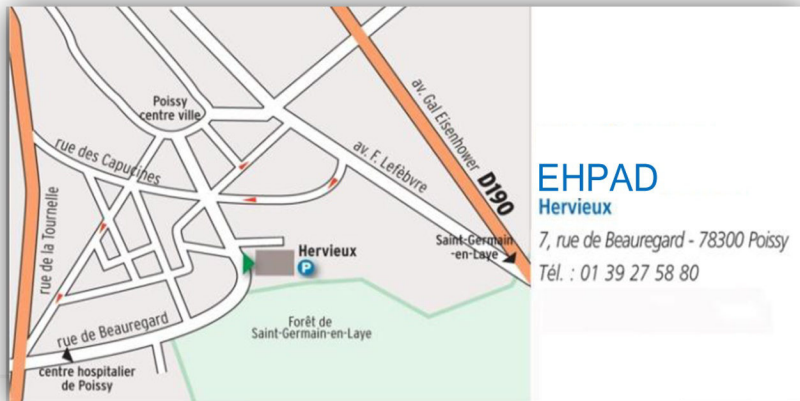 Poissy
centre ville
rue des Capucines
av. Gal Eisenhower
av. F. Lefèbvre
D190
rue de la Tournelle
Saint-Germain
-en-Laye
Hervieux
P
rue de Beauregard
Forêt de
Saint-Germain-en-Laye
centre hospitalier
de Poissy
EHPAD
Hervieux
7, rue de Beauregard - 78300 Poissy
Tél. : 01 39 27 58 80